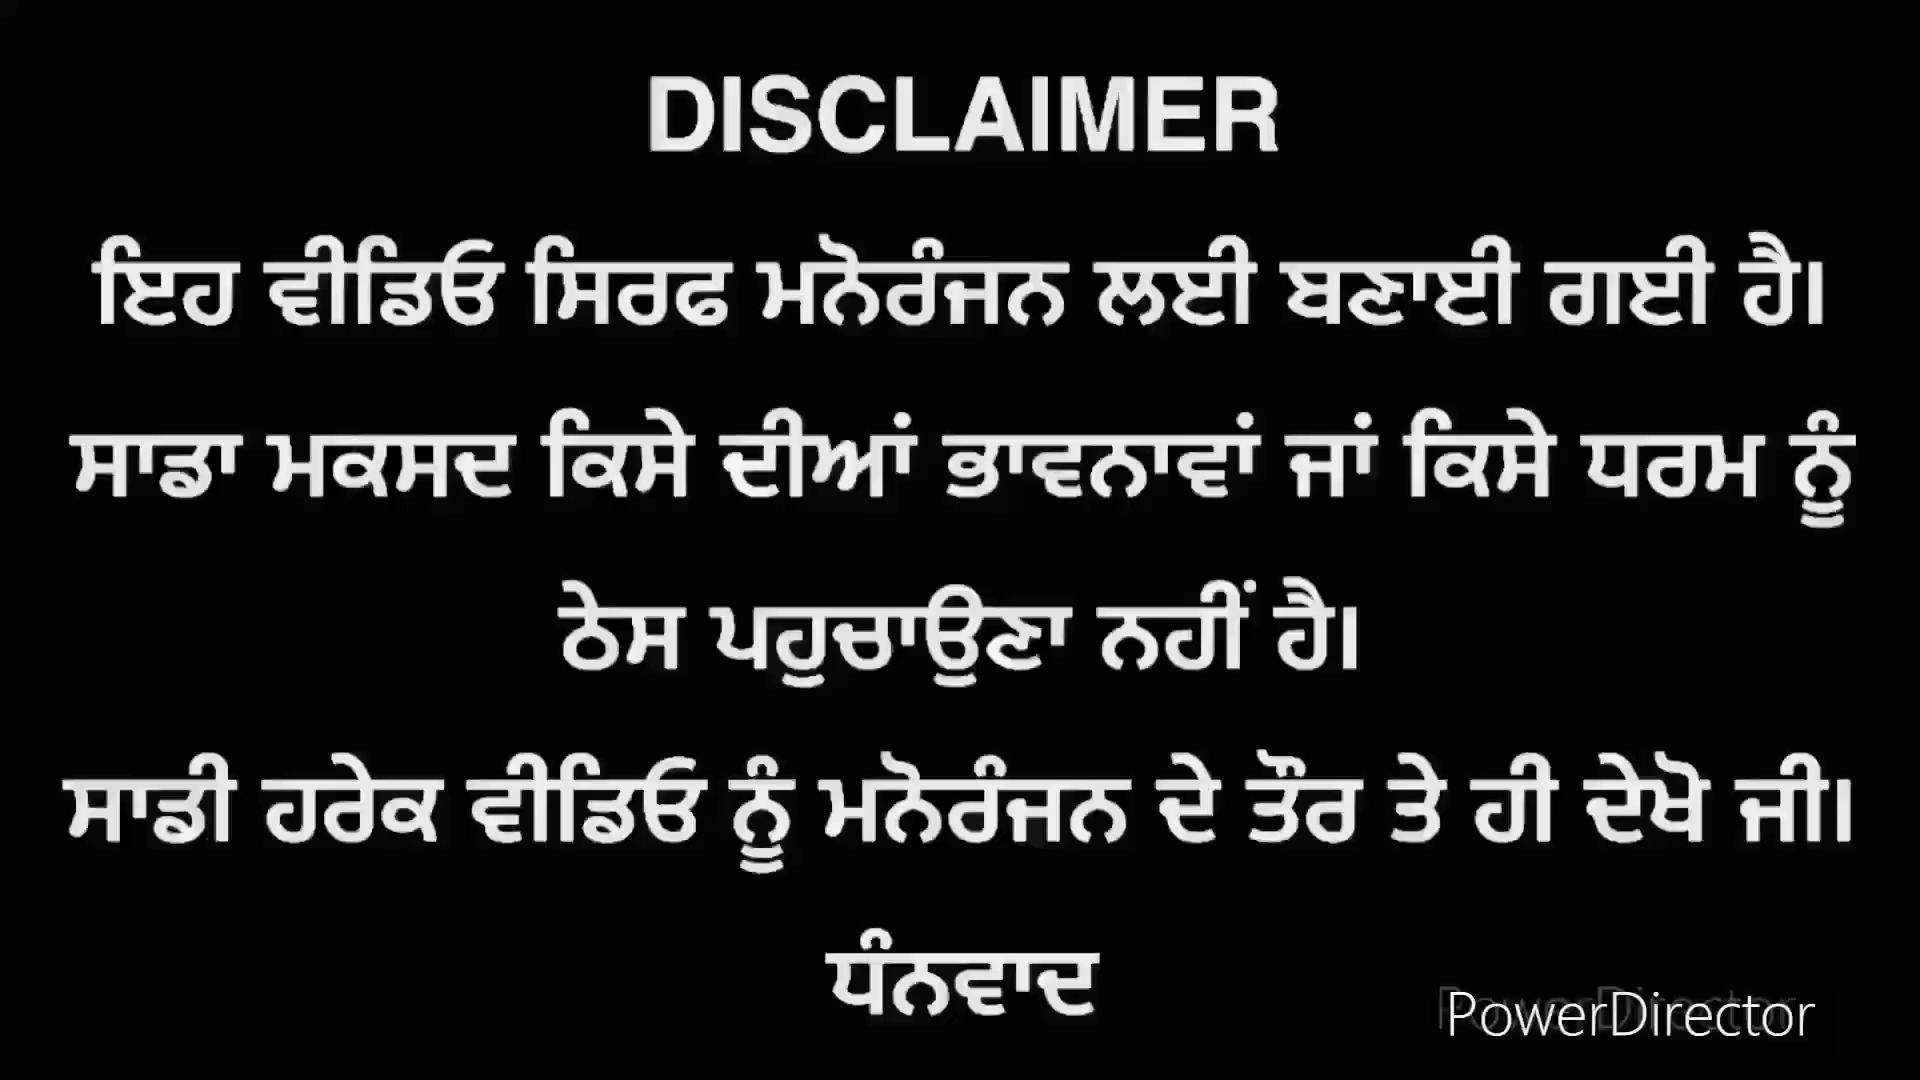 DISCLAIMER
ਇਹ ਵੀਡਿਓ ਸਿਰਫ ਮਨੋਰੰਜਨ ਲਈ ਬਣਾਈ ਗਈ ਹੈ।
ਸਾਡਾ ਮਕਸਦ ਕਿਸੇ ਦੀਆਂ ਭਾਵਨਾਵਾਂ ਜਾਂ ਕਿਸੇ ਧਰਮ ਨੂੰ
ਠੇਸ ਪਹੁਚਾਉਣਾ ਨਹੀਂ ਹੈ।
ਸਾਡੀ ਹਰੇਕ ਵੀਡਿਓ ਨੂੰ ਮਨੋਰੰਜਨ ਦੇ ਤੌਰ ਤੇ ਹੀ ਦੇਖੋ ਜੀ।
ਧੰਨਵਾਦ
PowerDirector